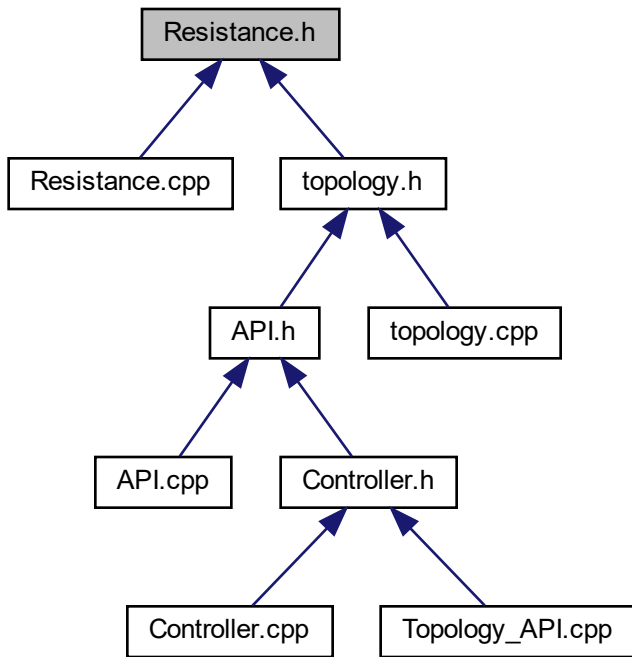 Resistance.h
Resistance.cpp
topology.h
API.h
topology.cpp
API.cpp
Controller.h
Controller.cpp
Topology_API.cpp